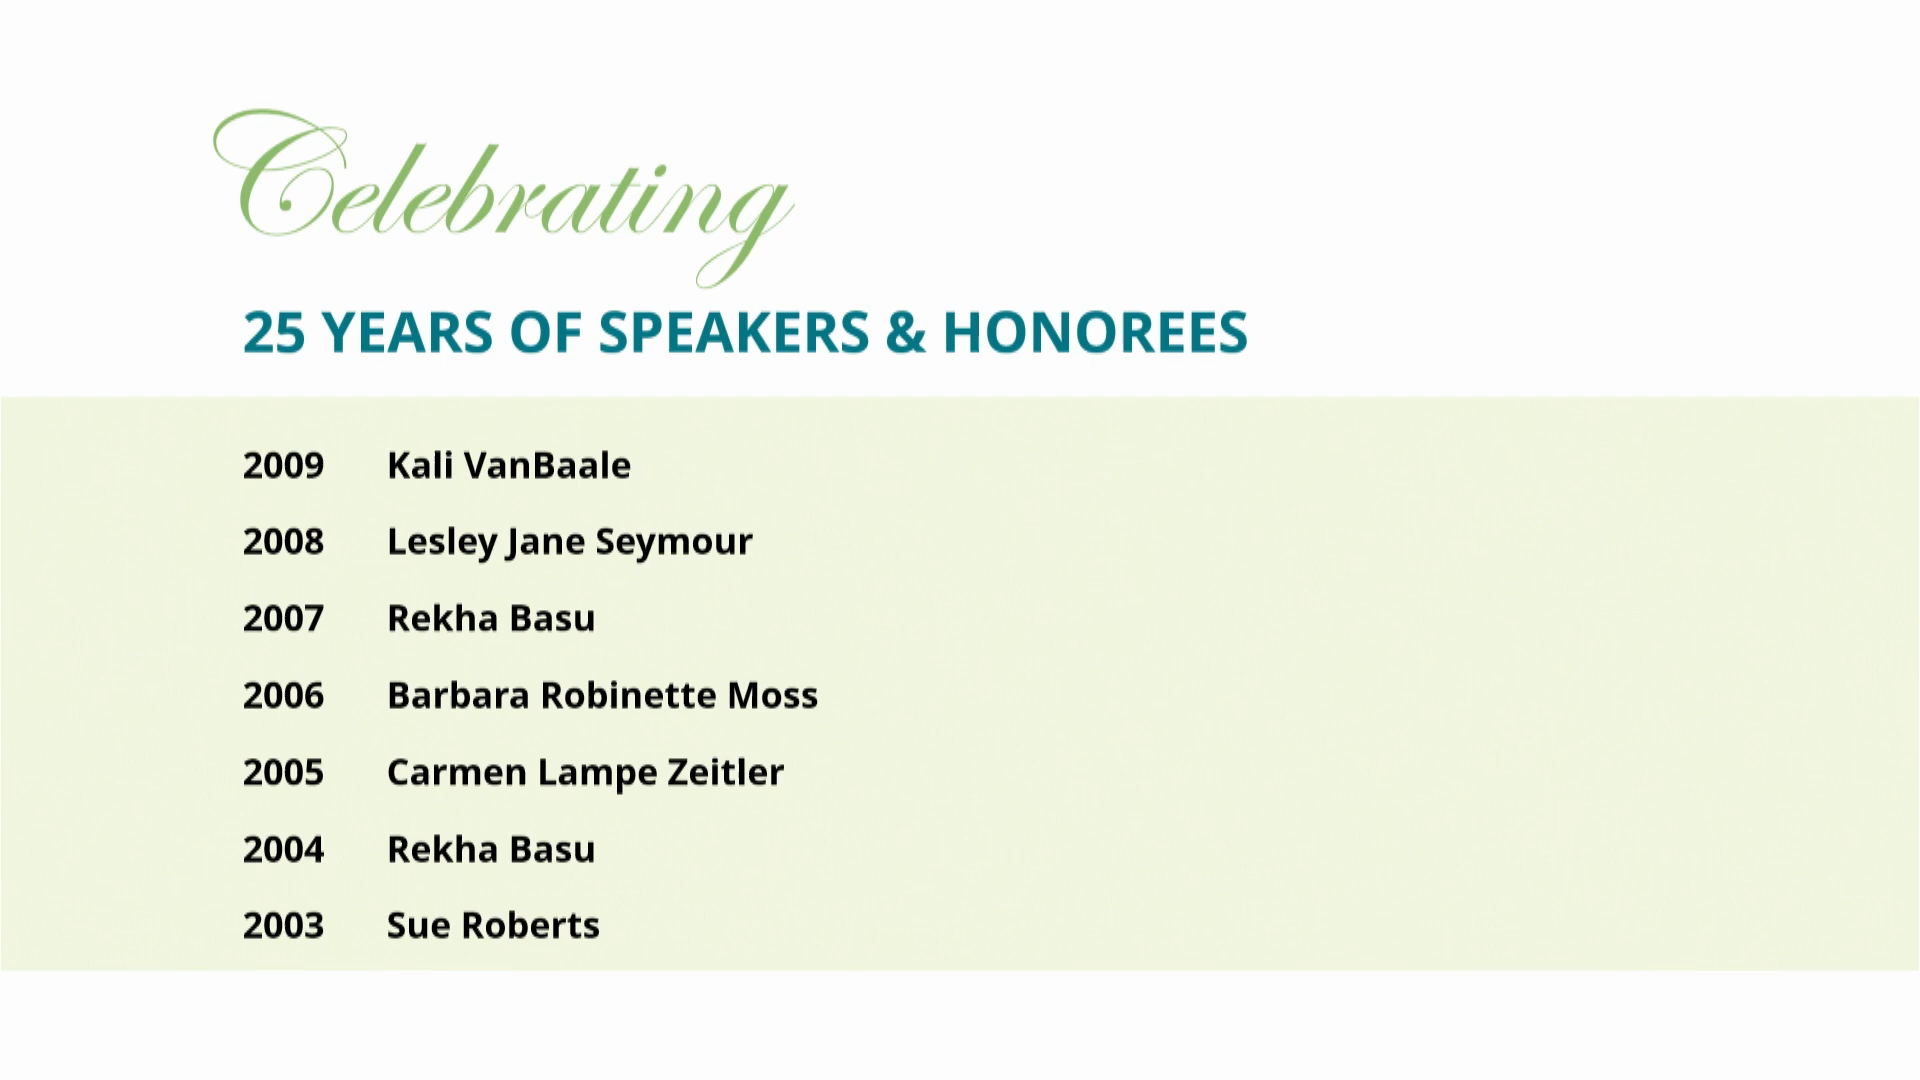 Celebrating
25 YEARS OF SPEAKERS & HONOREES
2009 Kali VanBaale
2008 Lesley Jane Seymour
2007 Rekha Basu
2006 Barbara Robinette Moss
2005 Carmen Lampe Zeitler
2004 Rekha Basu
2003 Sue Roberts